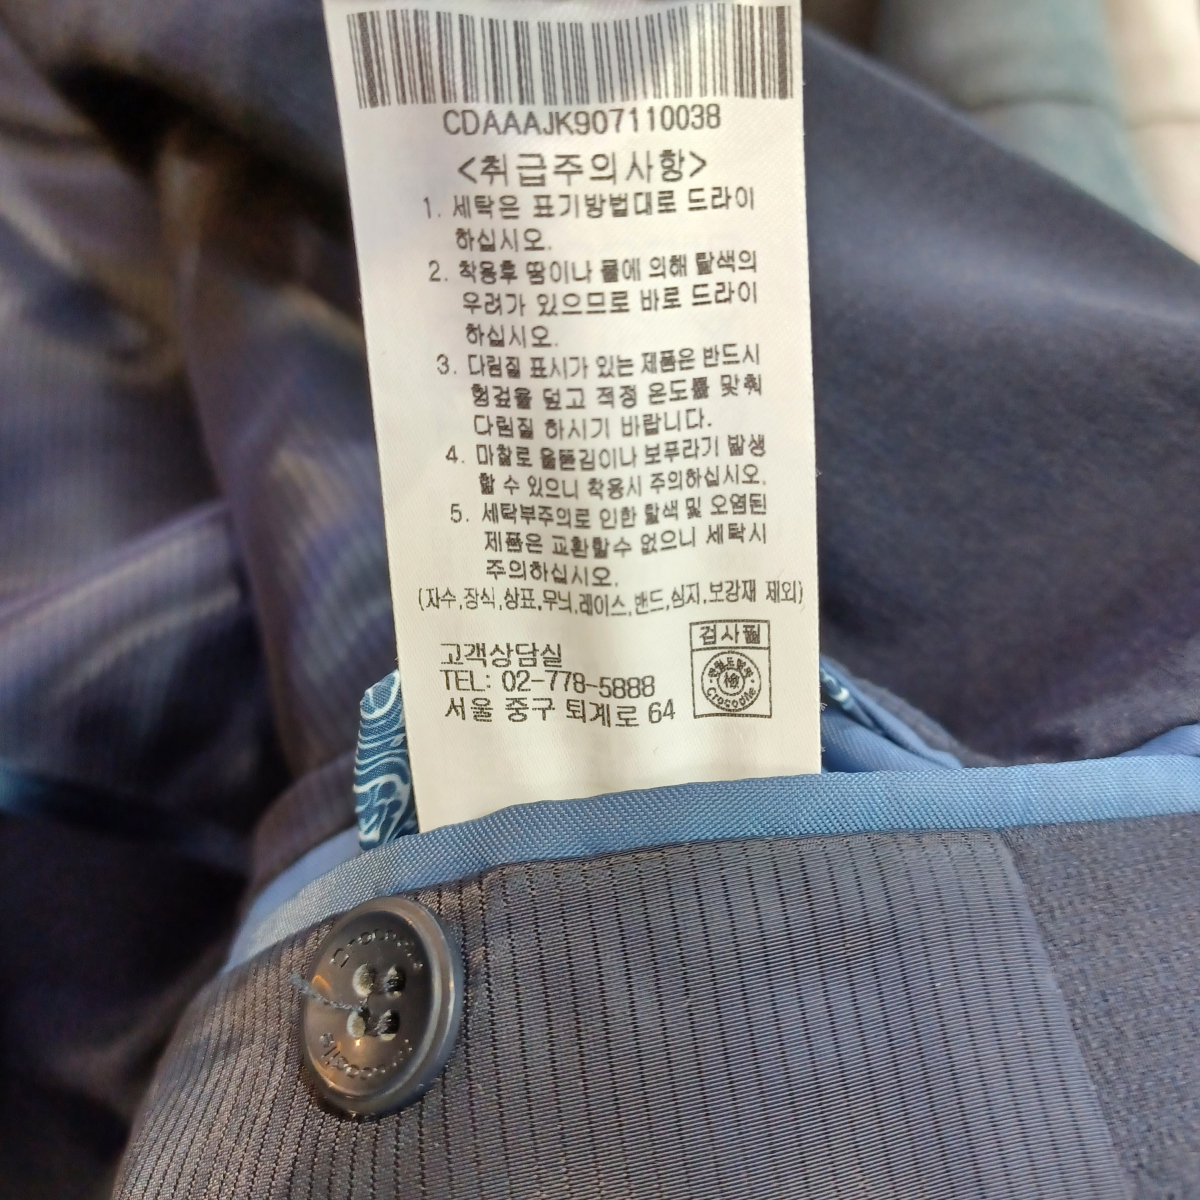 CDAAAJK907110038
<취급주의사항>
1. 세탁은 표기방법대로 드라이
하십시오.
2. 착용후 땀이나 물에 의해 탈색의
우려가 있으므로 바로 드라이
하십시오.
3. 다림질 표시가 있는 제품은 반드시
헝겊을 덮고 적정 온도를 맞춰
다림질 하시기 바랍니다.
4. 마찰로 올뜯김이나 보푸라기 발생
할 수 있으니 착용시 주의하십시오.
5. 세탁부주의로 인한 탈색 및 오염된
제품은 교환할수 없으니 세탁시
주의하십시오.
(자수,장식,상표,무늬,레이스,밴드,심지,보강재 제외)
고객상담실
TEL: 02-778-5888
서울 중구 퇴계로 64
검사필
Crocodile
Crocodile
Crocodile